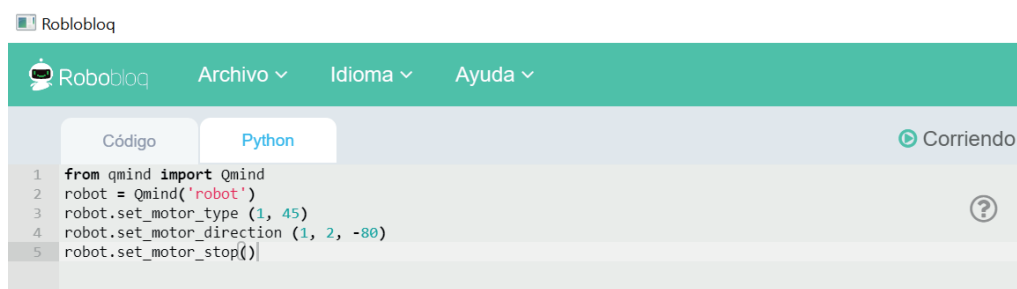 Roblobloq
Robobloq Archivo Idioma Ayuda
Código Python Corriendo
1 from qmind import Qmind
2 robot = Qmind('robot')
3 robot.set_motor_type (1, 45)
4 robot.set_motor_direction (1, 2, -80)
5 robot.set_motor_stop()
?